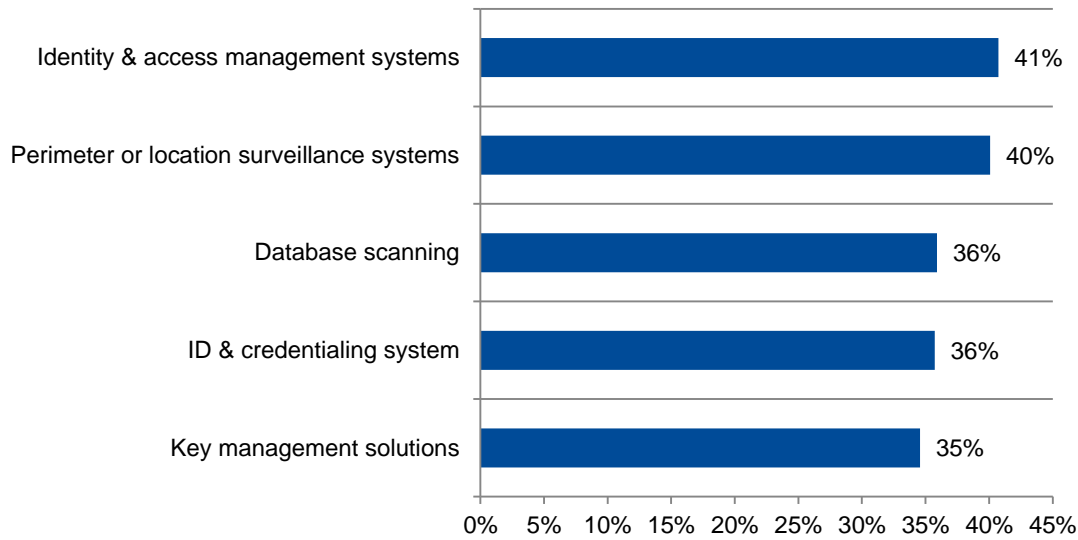 Identity & access management systems 41%
Perimeter or location surveillance systems 40%
Database scanning 36%
ID & credentialing system 36%
Key management solutions 35%
0% 5% 10% 15% 20% 25% 30% 35% 40% 45%